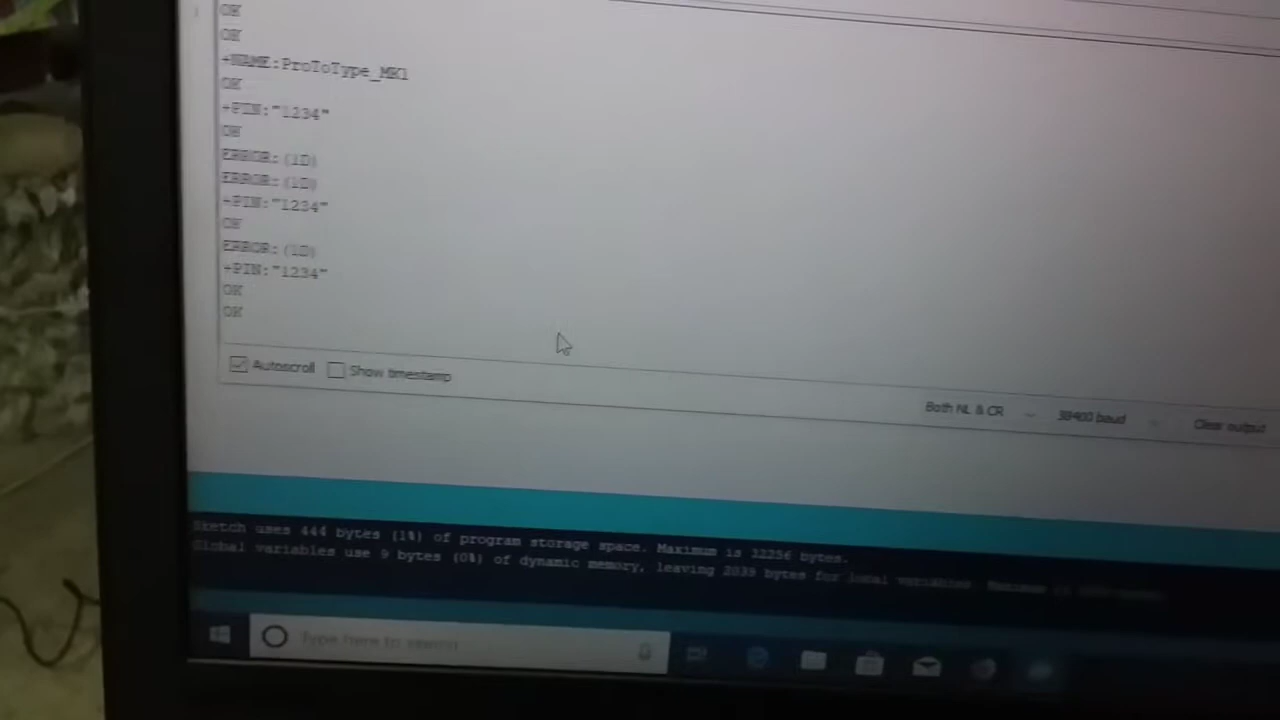 OK
OK
+NAME:ProToType_MK1
OK
+PIN:"1234"
OK
ERROR:(1D)
ERROR:(1D)
+PIN:"1234"
OK
ERROR:(1D)
+PIN:"1234"
OK
OK
Autoscroll Show timestamp
Both NL & CR 38400 baud Clear output
Sketch uses 444 bytes (1%) of program storage space. Maximum is 32256 bytes.
Global variables use 9 bytes (0%) of dynamic memory, leaving 2039 bytes for local variables. Maximum
Type here to search